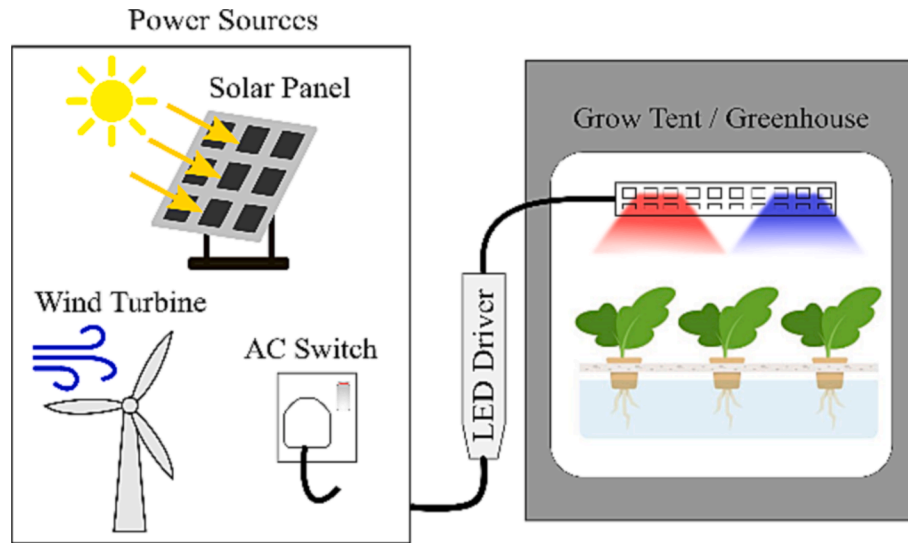 Power Sources
Solar Panel
Wind Turbine
AC Switch
LED Driver
Grow Tent / Greenhouse